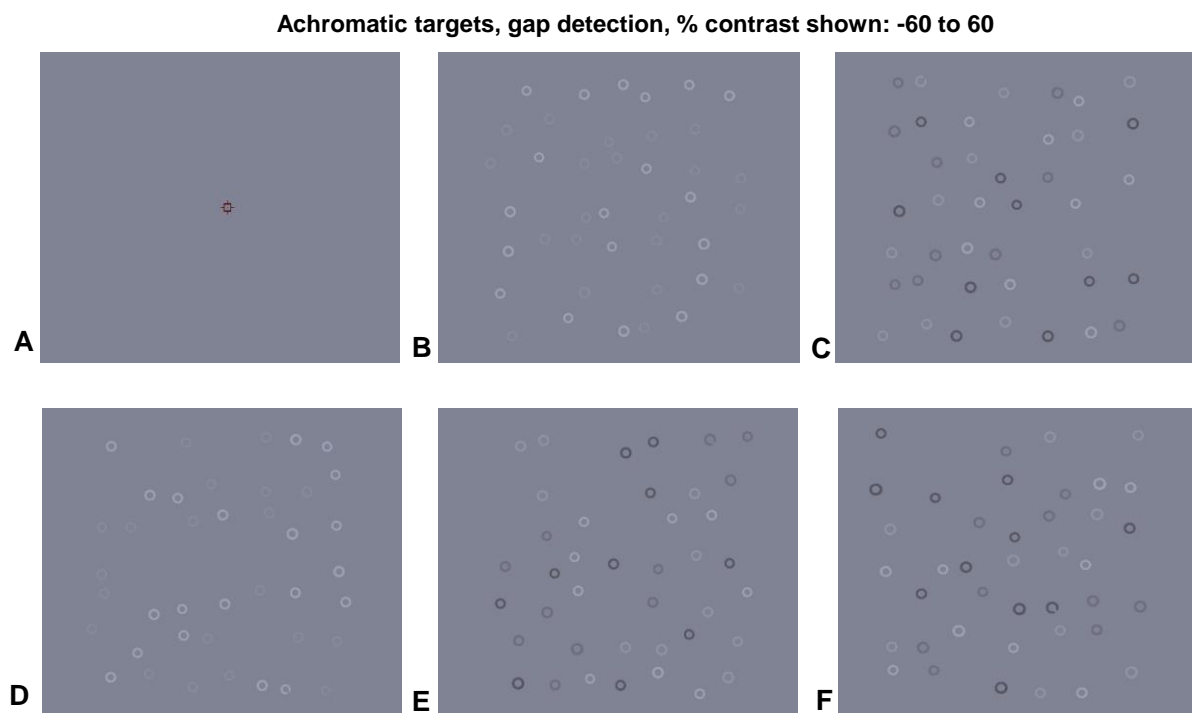 Achromatic targets, gap detection, % contrast shown: -60 to 60
A
B
C
D
E
F